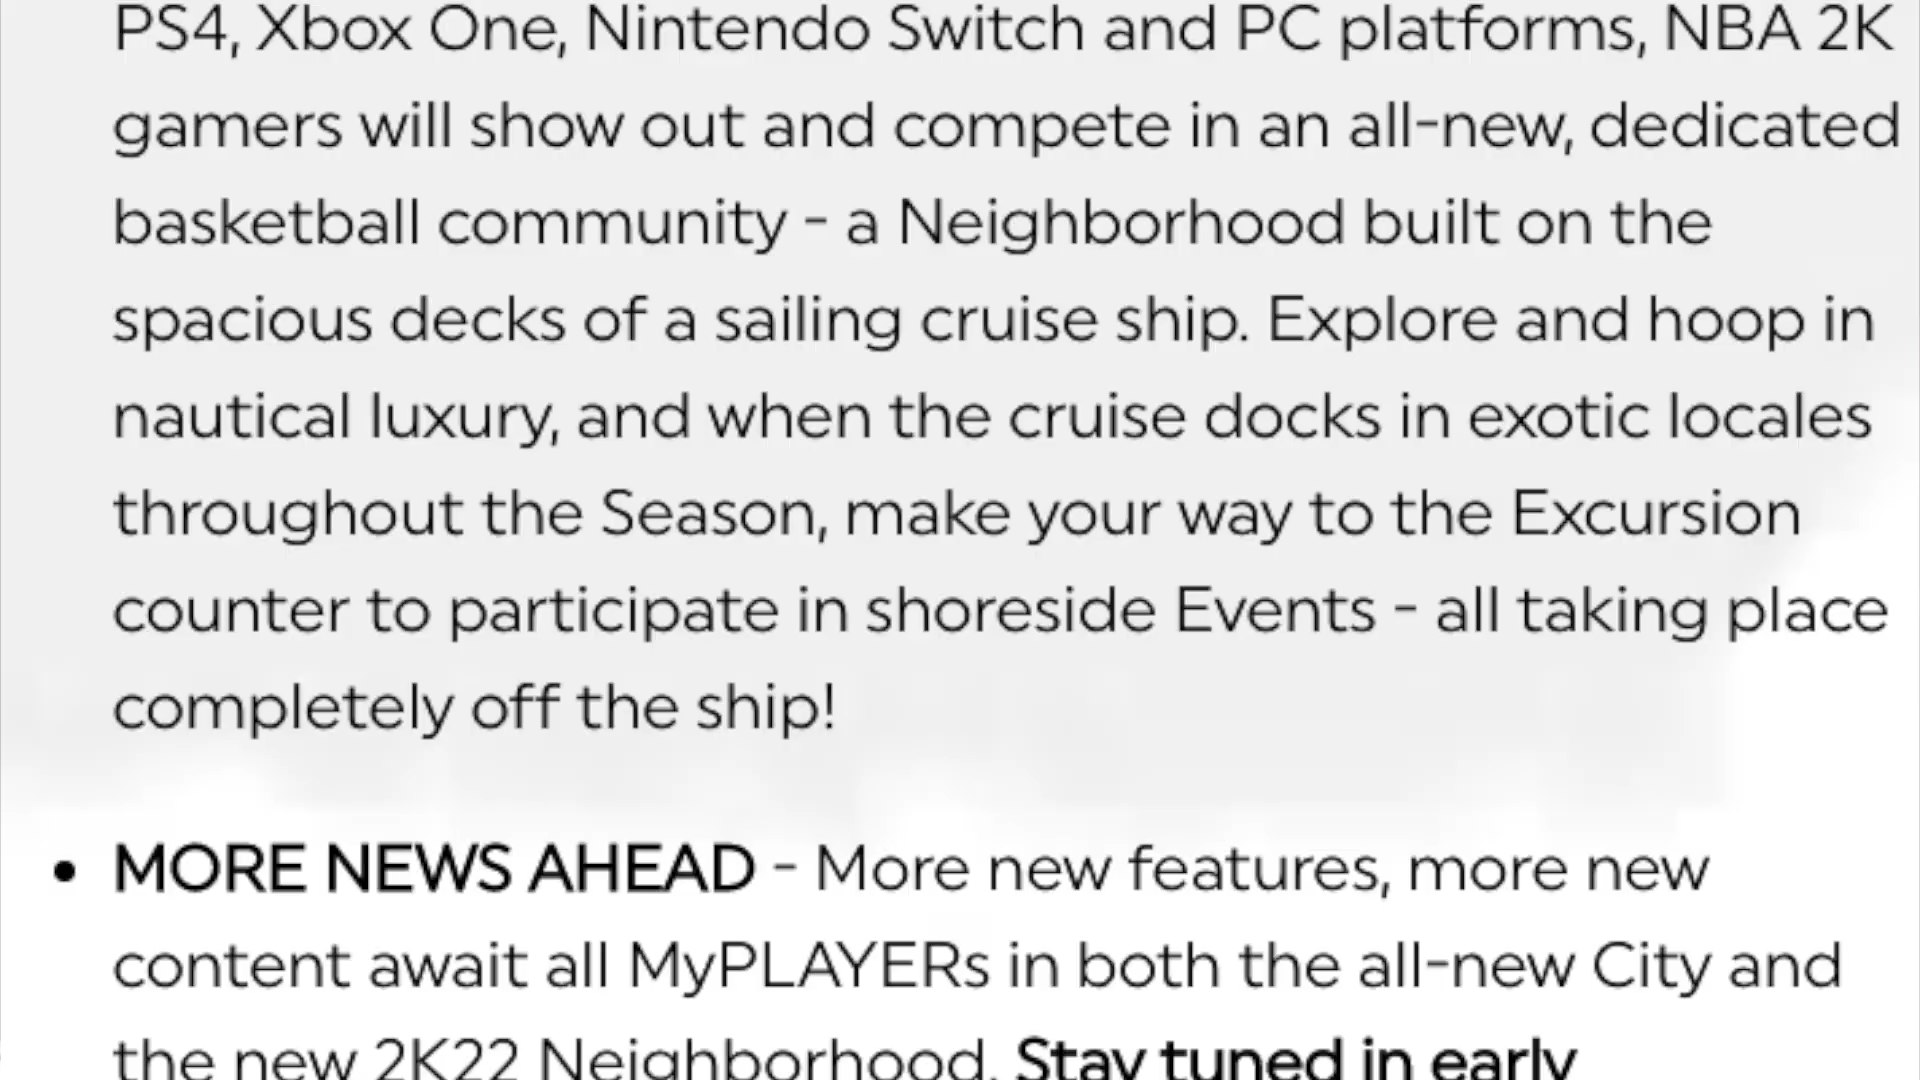 PS4, Xbox One, Nintendo Switch and PC platforms, NBA 2K
gamers will show out and compete in an all-new, dedicated
basketball community - a Neighborhood built on the
spacious decks of a sailing cruise ship. Explore and hoop in
nautical luxury, and when the cruise docks in exotic locales
throughout the Season, make your way to the Excursion
counter to participate in shoreside Events - all taking place
completely off the ship!
• MORE NEWS AHEAD - More new features, more new
content await all MyPLAYERs in both the all-new City and
the new 2K22 Neighborhood. Stay tuned in early